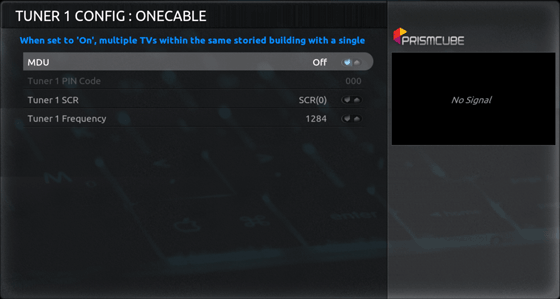 TUNER 1 CONFIG : ONECABLE
When set to 'On', multiple TVs within the same storied building with a single
PRISMCUBE
MDU Off
Tuner 1 PIN Code 000
No Signal
Tuner 1 SCR SCR(0)
Tuner 1 Frequency 1284